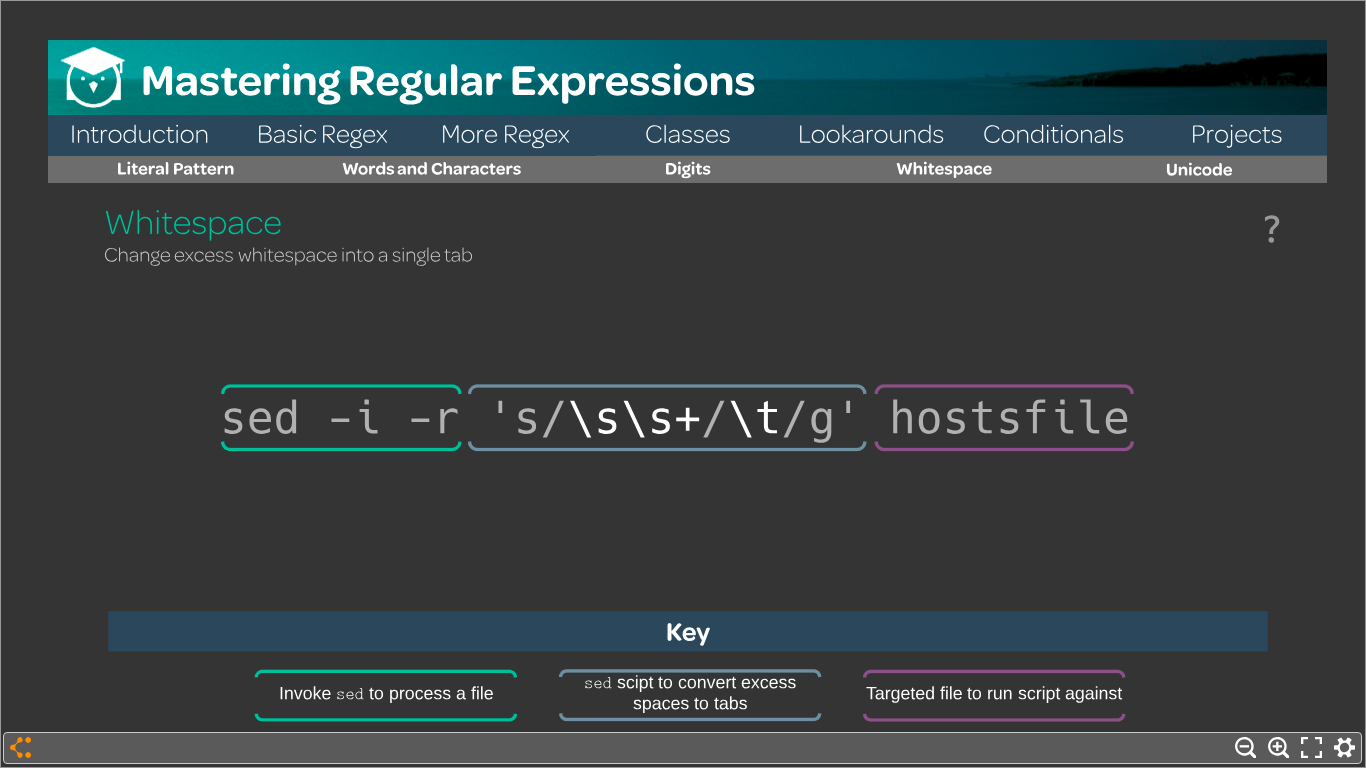 Mastering Regular Expressions
Introduction Basic Regex More Regex Classes Lookarounds Conditionals Projects
Literal Pattern Words and Characters Digits Whitespace Unicode
Whitespace
?
Change excess whitespace into a single tab
sed -i -r 's/\s\s+/\t/g' hostsfile
Key
Invoke sed to process a file
sed scipt to convert excess
spaces to tabs
Targeted file to run script against